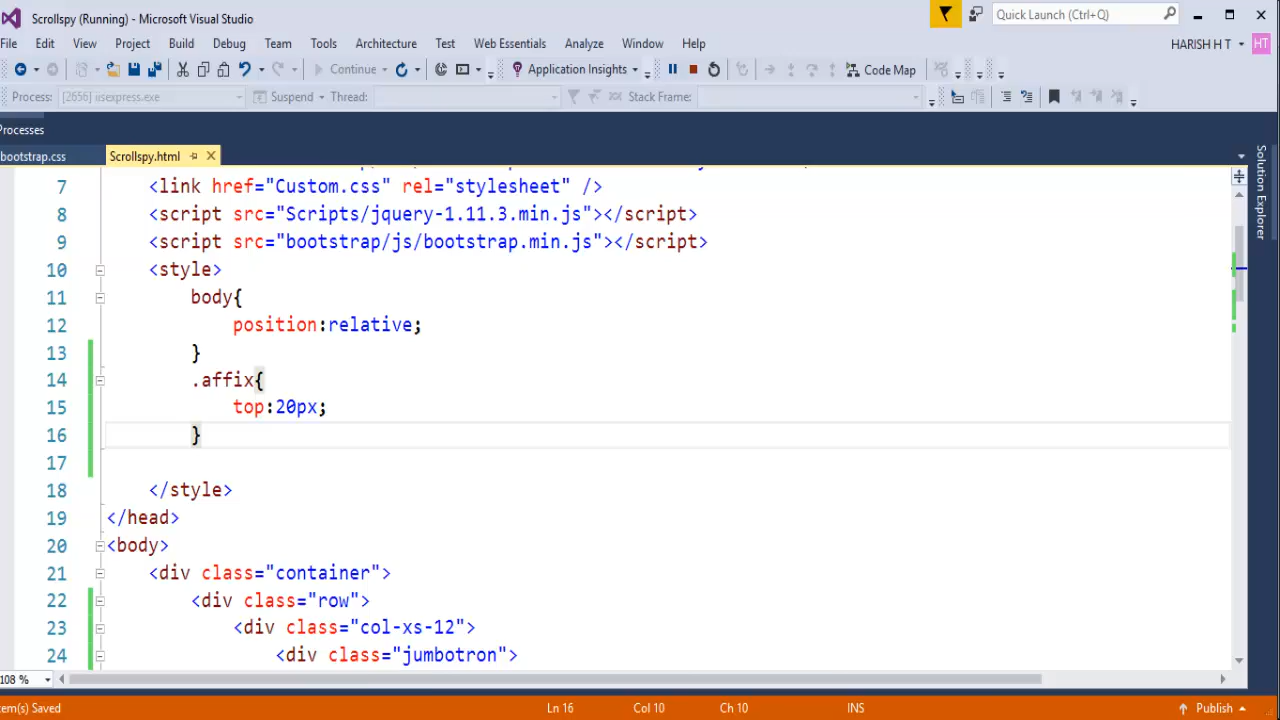 Scrollspy (Running) - Microsoft Visual Studio
Quick Launch (Ctrl+Q)
File Edit View Project Build Debug Team Tools Architecture Test Web Essentials Analyze Window Help
HARISH H T HT
Continue Application Insights Code Map
Process: [2656] iisexpress.exe Suspend Thread: Stack Frame:
Processes
bootstrap.css Scrollspy.html
Solution Explorer
7 <link href="Custom.css" rel="stylesheet" />
8 <script src="Scripts/jquery-1.11.3.min.js"></script>
9 <script src="bootstrap/js/bootstrap.min.js"></script>
10 <style>
11 body{
12 position:relative;
13 }
14 .affix{
15 top:20px;
16 }
17
18 </style>
19 </head>
20 <body>
21 <div class="container">
22 <div class="row">
23 <div class="col-xs-12">
24 <div class="jumbotron">
108 %
em(s) Saved Ln 16 Col 10 Ch 10 INS Publish